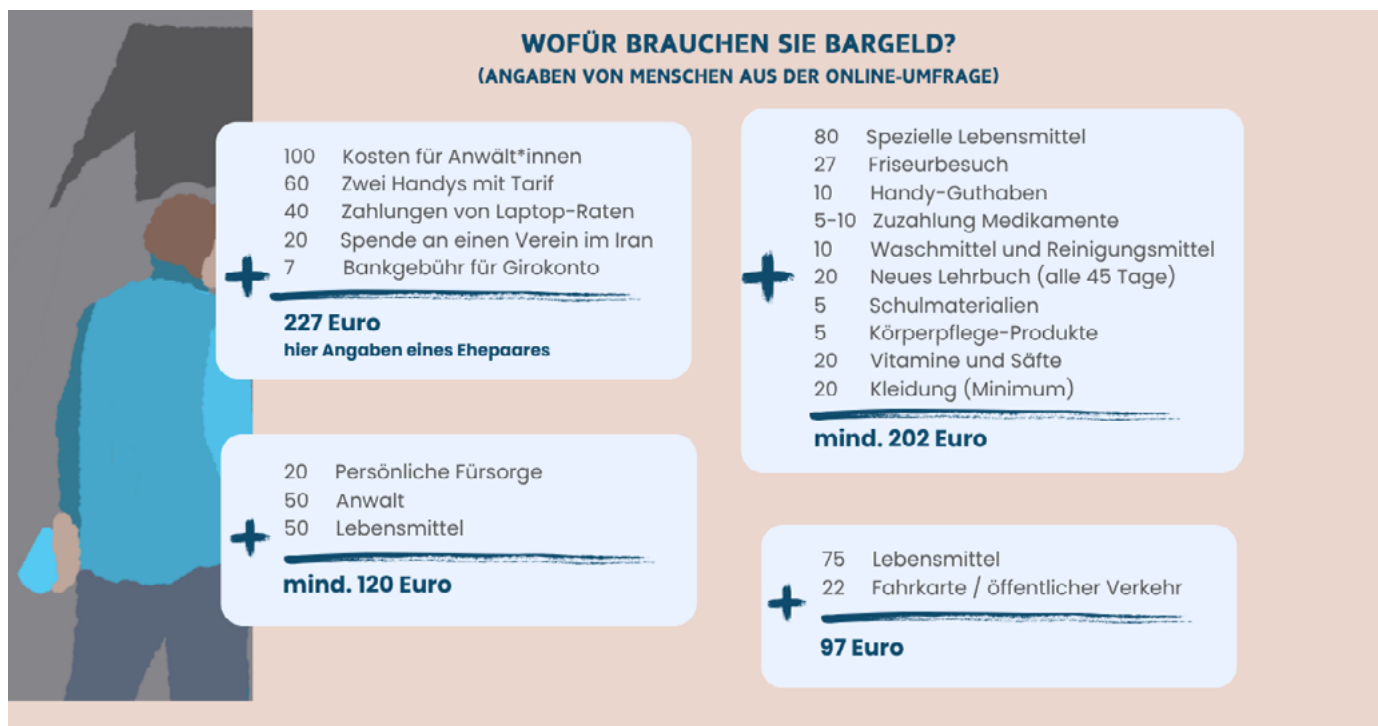 WOFÜR BRAUCHEN SIE BARGELD?
(ANGABEN VON MENSCHEN AUS DER ONLINE-UMFRAGE)
100 Kosten für Anwält*innen
60 Zwei Handys mit Tarif
40 Zahlungen von Laptop-Raten
20 Spende an einen Verein im Iran
7 Bankgebühr für Girokonto
227 Euro
hier Angaben eines Ehepaares
80 Spezielle Lebensmittel
27 Friseurbesuch
10 Handy-Guthaben
5-10 Zuzahlung Medikamente
10 Waschmittel und Reinigungsmittel
20 Neues Lehrbuch (alle 45 Tage)
5 Schulmaterialien
5 Körperpflege-Produkte
20 Vitamine und Säfte
20 Kleidung (Minimum)
mind. 202 Euro
20 Persönliche Fürsorge
50 Anwalt
50 Lebensmittel
mind. 120 Euro
75 Lebensmittel
22 Fahrkarte / öffentlicher Verkehr
97 Euro